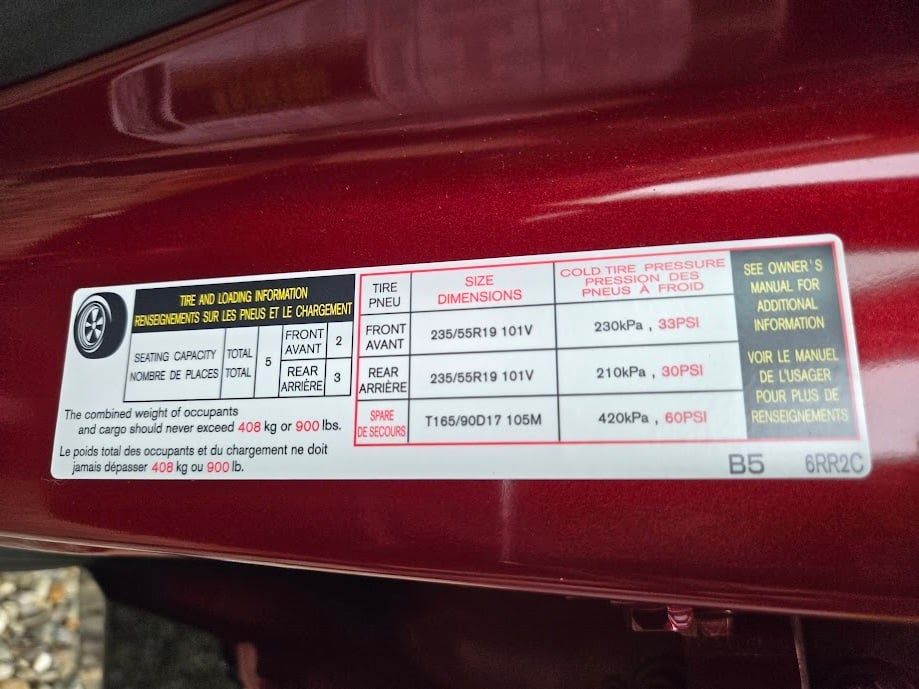 TIRE AND LOADING INFORMATION
RENSEIGNEMENTS SUR LES PNEUS ET LE CHARGEMENT
SEATING CAPACITY
NOMBRE DE PLACES
TOTAL
TOTAL
5
FRONT
AVANT
2
REAR
ARRIÈRE
3
The combined weight of occupants
and cargo should never exceed 408 kg or 900 lbs.
Le poids total des occupants et du chargement ne doit
jamais dépasser 408 kg ou 900 lb.
TIRE
PNEU
SIZE
DIMENSIONS
COLD TIRE PRESSURE
PRESSION DES
PNEUS À FROID
FRONT
AVANT
235/55R19 101V
230kPa , 33PSI
REAR
ARRIÈRE
235/55R19 101V
210kPa , 30PSI
SPARE
DE SECOURS
T165/90D17 105M
420kPa , 60PSI
SEE OWNER'S
MANUAL FOR
ADDITIONAL
INFORMATION
VOIR LE MANUEL
DE L'USAGER
POUR PLUS DE
RENSEIGNEMENTS
B5 6RR2C